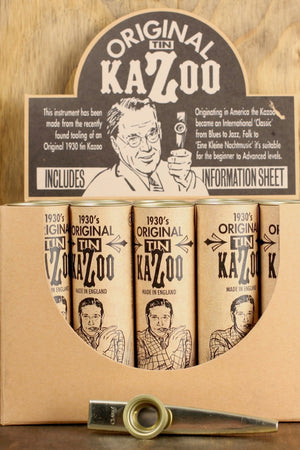 ORIGINAL
TIN
KAZOO
This instrument has been
made from the recently
found tooling of an
Original 1930 tin Kazoo
Originating in America the Kazoo
became an International 'Classic'
from Blues to Jazz, Folk to
'Eine Kleine Nochtmusic' it's suitable
for the beginner to Advanced levels.
INCLUDES
INFORMATION SHEET
1930's
ORIGINAL
TIN
KAZOO
MADE IN ENGLAND
1930's
ORIGINAL
TIN
KAZOO
MADE IN ENGLAND
1930's
ORIGINAL
TIN
KAZOO
MADE IN ENGLAND